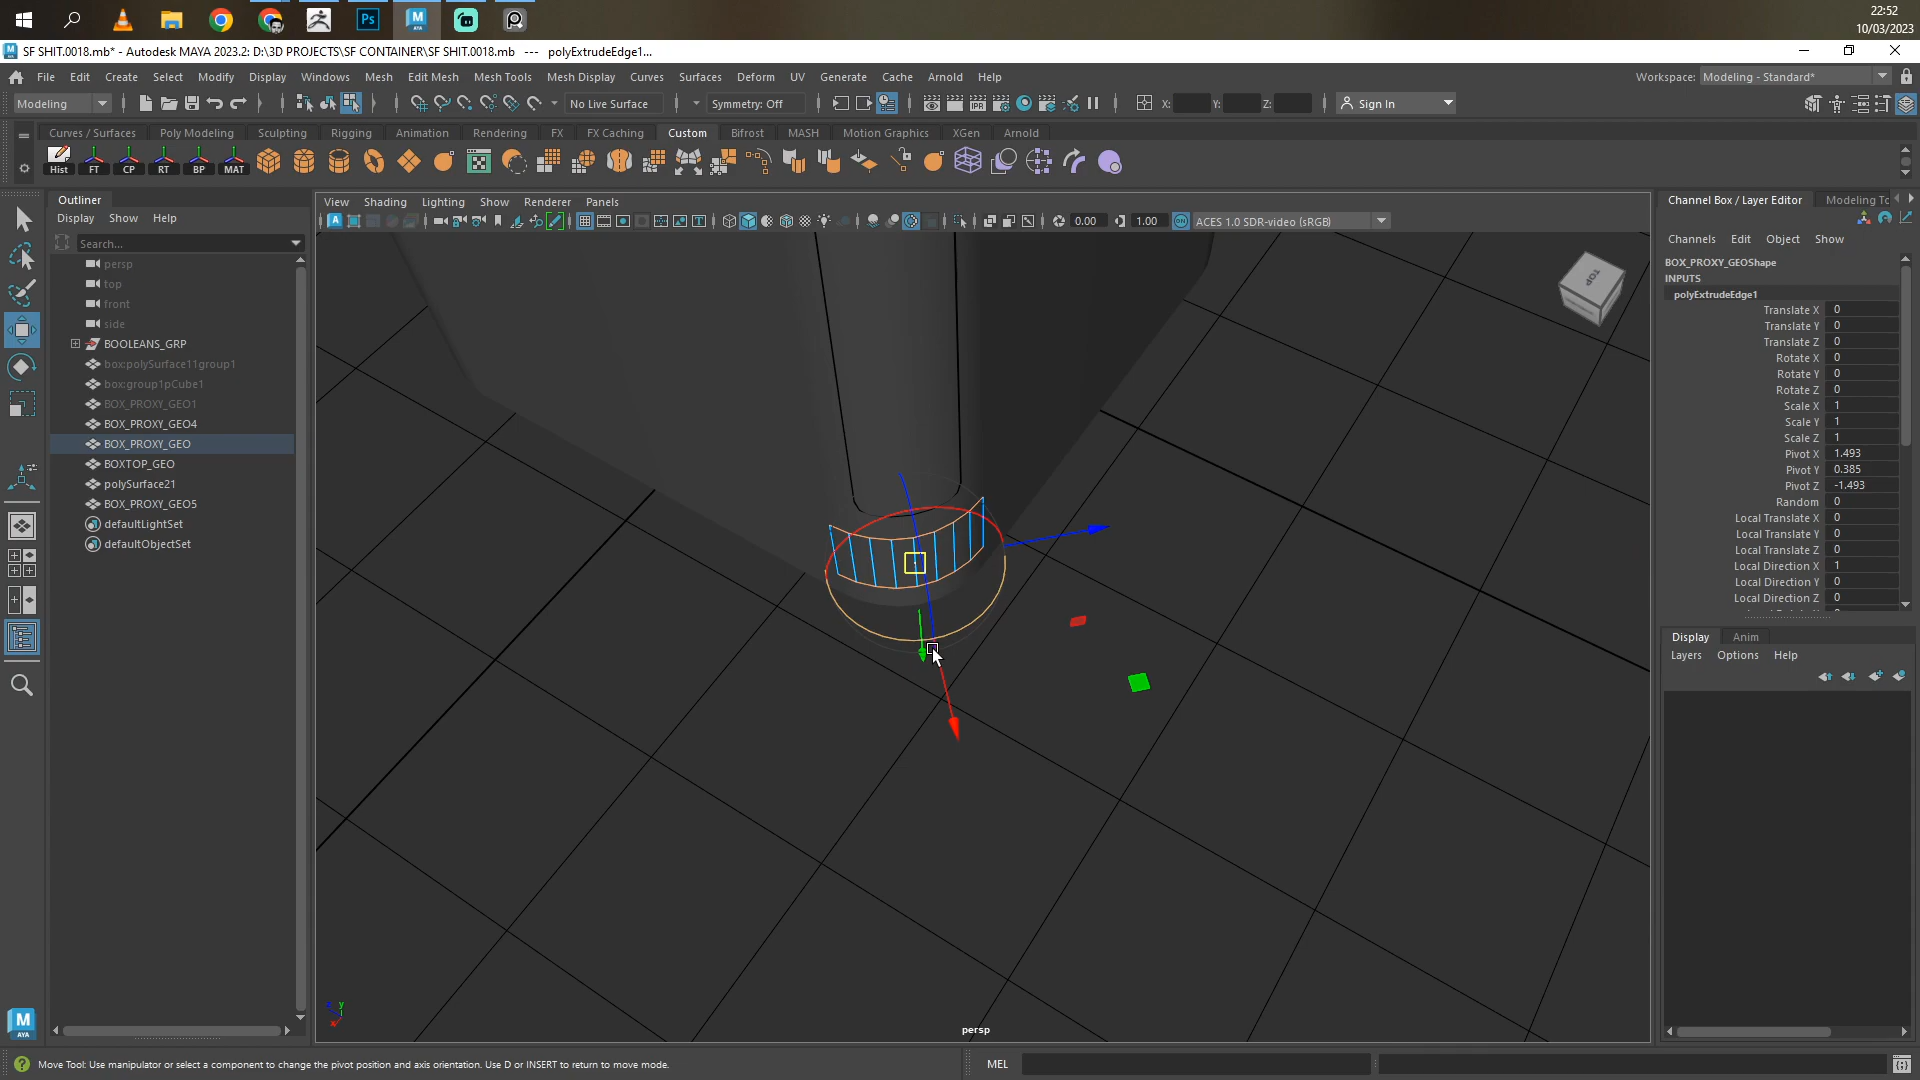 22:52
10/03/2023
SF SHIT.0018.mb* - Autodesk MAYA 2023.2: D:\3D PROJECTS\SF CONTAINER\SF SHIT.0018.mb --- polyExtrudeEdge1...
File Edit Create Select Modify Display Windows Mesh Edit Mesh Mesh Tools Mesh Display Curves Surfaces Deform UV Generate Cache Arnold Help
Workspace: Modeling - Standard*
Modeling No Live Surface Symmetry: Off X: Y: Z: Sign In
Curves / Surfaces Poly Modeling Sculpting Rigging Animation Rendering FX FX Caching Custom Bifrost MASH Motion Graphics XGen Arnold
Hist FT CP RT BP MAT
Outliner
Display Show Help
Search...
persp
top
front
side
BOOLEANS_GRP
box:polySurface11group1
box:group1pCube1
BOX_PROXY_GEO1
BOX_PROXY_GEO4
BOX_PROXY_GEO
BOXTOP_GEO
polySurface21
BOX_PROXY_GEO5
defaultLightSet
defaultObjectSet
View Shading Lighting Show Renderer Panels
0.00 1.00 ACES 1.0 SDR-video (sRGB)
TOP
persp
Channel Box / Layer Editor Modeling To
Channels Edit Object Show
BOX_PROXY_GEOShape
INPUTS
polyExtrudeEdge1
Translate X 0
Translate Y 0
Translate Z 0
Rotate X 0
Rotate Y 0
Rotate Z 0
Scale X 1
Scale Y 1
Scale Z 1
Pivot X 1.493
Pivot Y 0.385
Pivot Z -1.493
Random 0
Local Translate X 0
Local Translate Y 0
Local Translate Z 0
Local Direction X 1
Local Direction Y 0
Local Direction Z 0
Display Anim
Layers Options Help
Move Tool: Use manipulator or select a component to change the pivot position and axis orientation. Use D or INSERT to return to move mode.
MEL